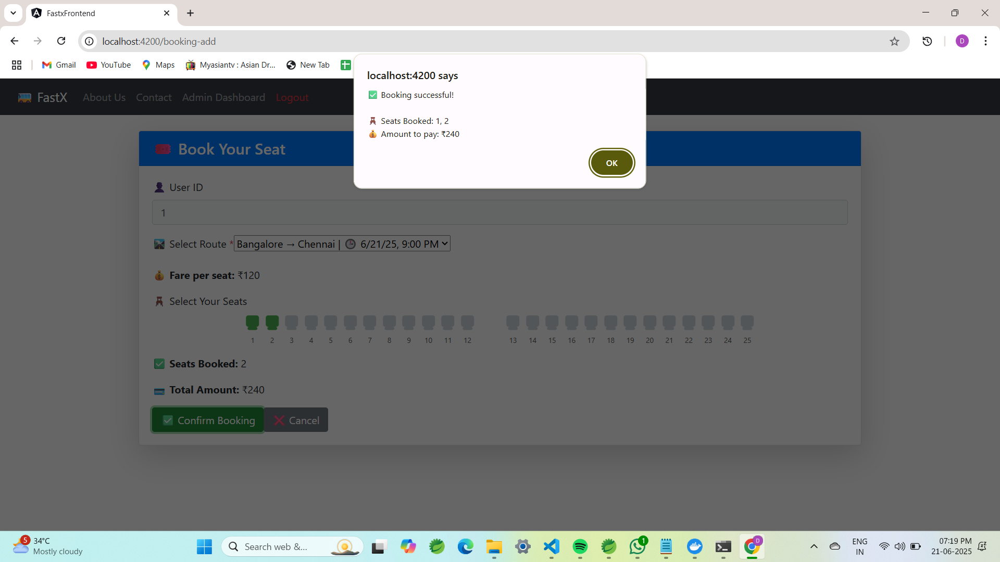 FastxFrontend
localhost:4200/booking-add
D
Gmail
YouTube
Maps
Myasiantv : Asian Dr...
New Tab
localhost:4200 says
✅ Booking successful!
Seats Booked: 1, 2
💰 Amount to pay: ₹240
OK
FastX
About Us
Contact
Admin Dashboard
Logout
Book Your Seat
User ID
1
Select Route *
Bangalore → Chennai | 🕒 6/21/25, 9:00 PM
💰 Fare per seat: ₹120
Select Your Seats
1 2 3 4 5 6 7 8 9 10 11 12 13 14 15 16 17 18 19 20 21 22 23 24 25
✅ Seats Booked: 2
💳 Total Amount: ₹240
✅ Confirm Booking
❌ Cancel
5
34°C
Mostly cloudy
Search web &...
1
D
ENG
IN
07:19 PM
21-06-2025